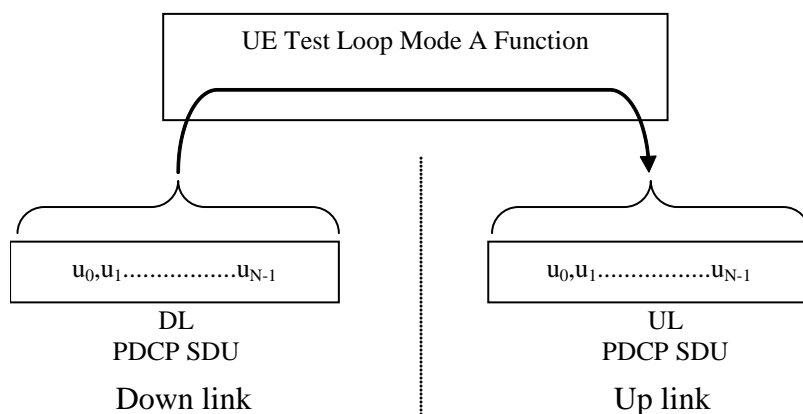 UE Test Loop Mode A Function
u0,u1.................uN-1
DL
PDCP SDU
Down link
u0,u1.................uN-1
UL
PDCP SDU
Up link